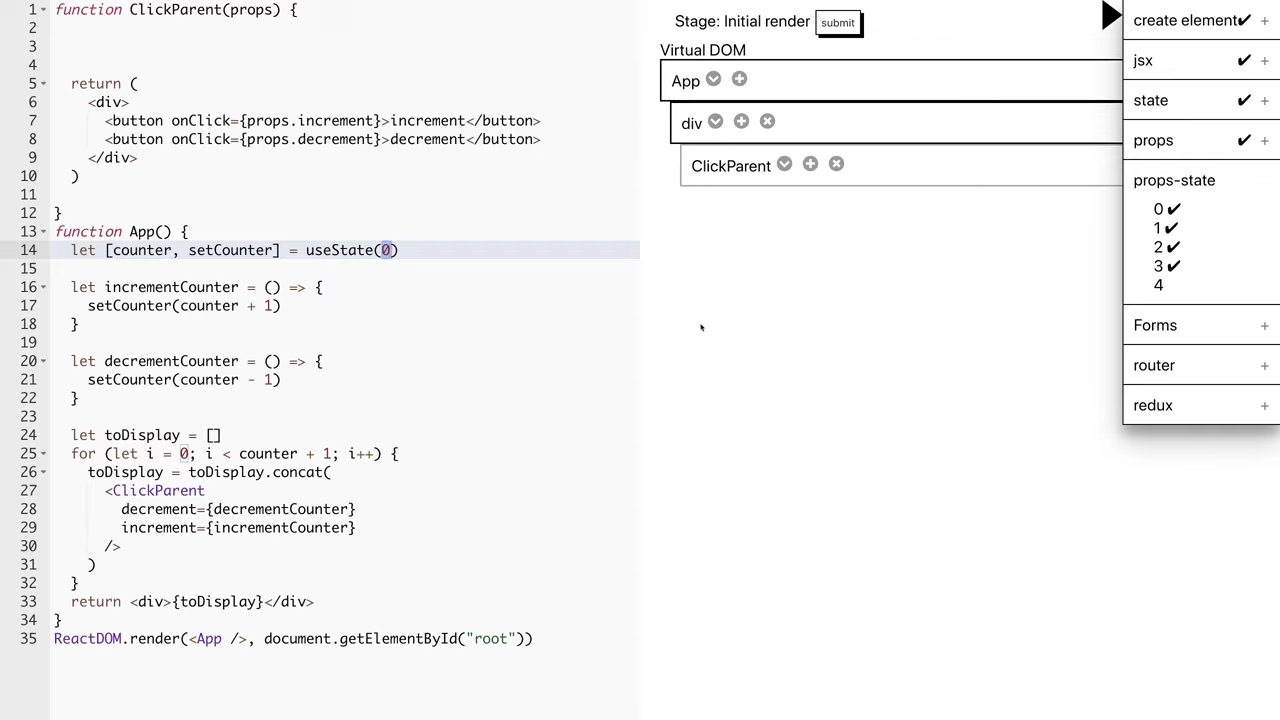 1 function ClickParent(props) {
2
3
4
5 return (
6 <div>
7 <button onClick={props.increment}>increment</button>
8 <button onClick={props.decrement}>decrement</button>
9 </div>
10 )
11
12 }
13 function App() {
14 let [counter, setCounter] = useState(0)
15
16 let incrementCounter = () => {
17 setCounter(counter + 1)
18 }
19
20 let decrementCounter = () => {
21 setCounter(counter - 1)
22 }
23
24 let toDisplay = []
25 for (let i = 0; i < counter + 1; i++) {
26 toDisplay = toDisplay.concat(
27 <ClickParent
28 decrement={decrementCounter}
29 increment={incrementCounter}
30 />
31 )
32 }
33 return <div>{toDisplay}</div>
34 }
35 ReactDOM.render(<App />, document.getElementById("root"))
Stage: Initial render submit
Virtual DOM
App
div
ClickParent
create element✔ +
jsx ✔ +
state ✔ +
props ✔ +
props-state
0 ✔
1 ✔
2 ✔
3 ✔
4
Forms +
router +
redux +